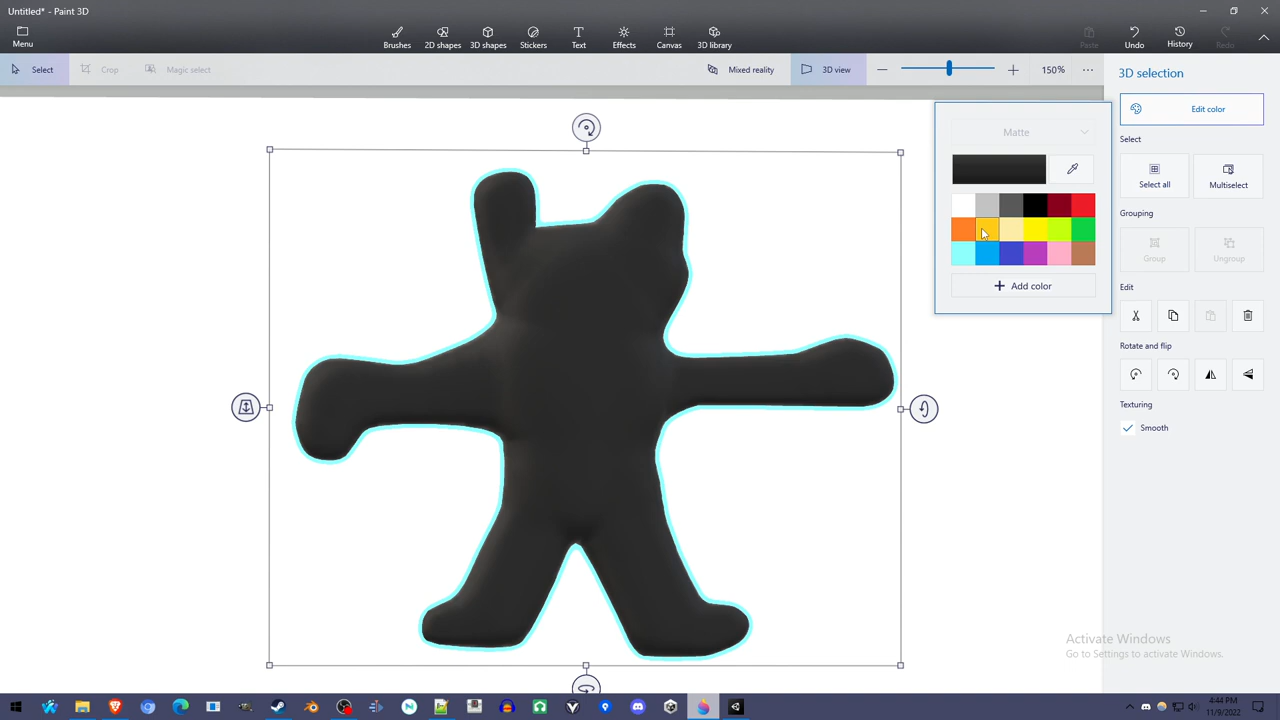 Untitled* - Paint 3D
Menu
Brushes
2D shapes
3D shapes
Stickers
Text
Effects
Canvas
3D library
Paste
Undo
History
Redo
Select
Crop
Magic select
Mixed reality
3D view
150%
3D selection
Edit color
Select
Select all
Multiselect
Grouping
Group
Ungroup
Edit
Rotate and flip
Texturing
Smooth
Matte
Add color
Activate Windows
Go to Settings to activate Windows.
4:44 PM
11/9/2022